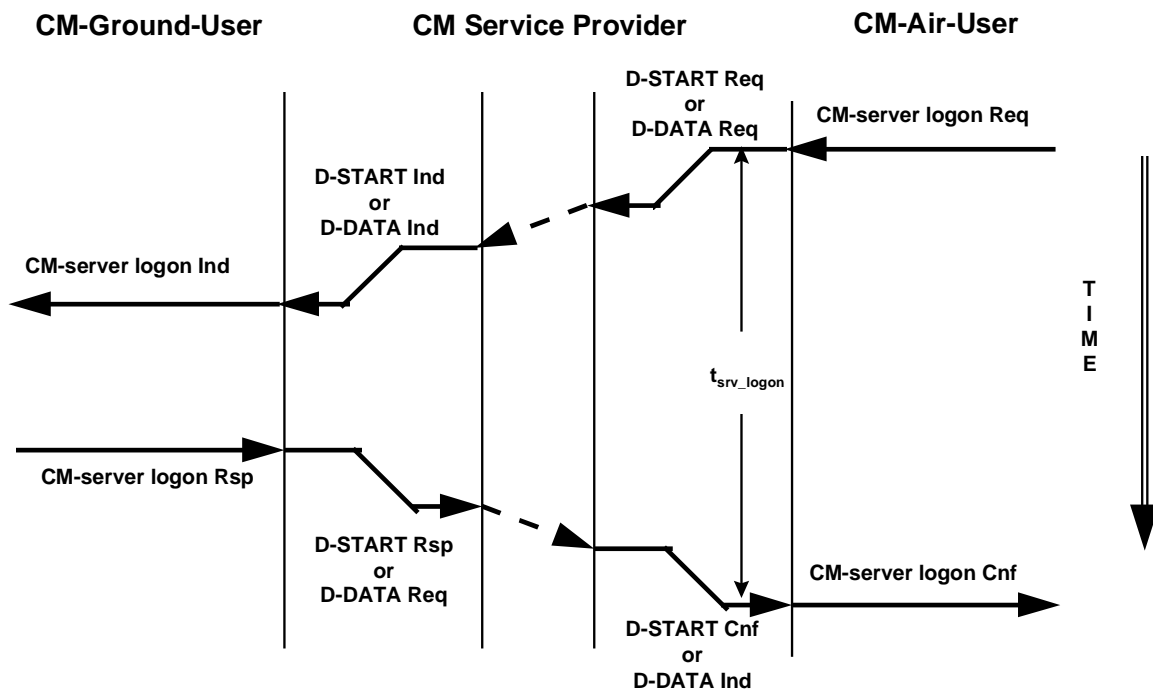 CM-Ground-User
CM Service Provider
CM-Air-User
D-START Req
or
D-DATA Req
CM-server logon Req
D-START Ind
or
D-DATA Ind
CM-server logon Ind
T
I
M
E
tsrv_logon
CM-server logon Rsp
D-START Rsp
or
D-DATA Req
CM-server logon Cnf
D-START Cnf
or
D-DATA Ind